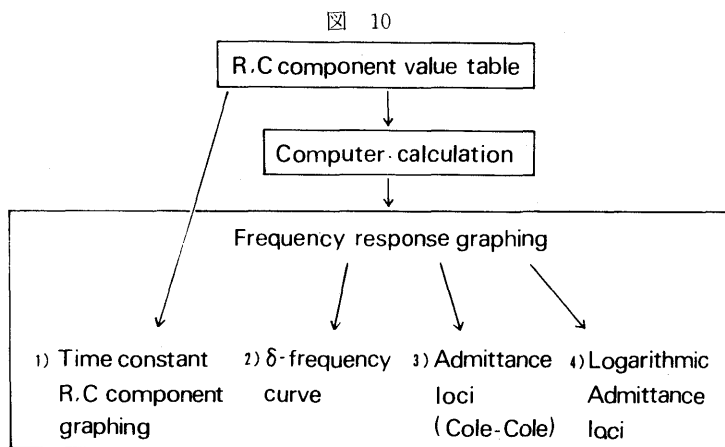 図 10
R.C component value table
Computer calculation
Frequency response graphing
1) Time constant
R.C component
graphing
2) δ-frequency
curve
3) Admittance
loci
(Cole-Cole)
4) Logarithmic
Admittance
loci